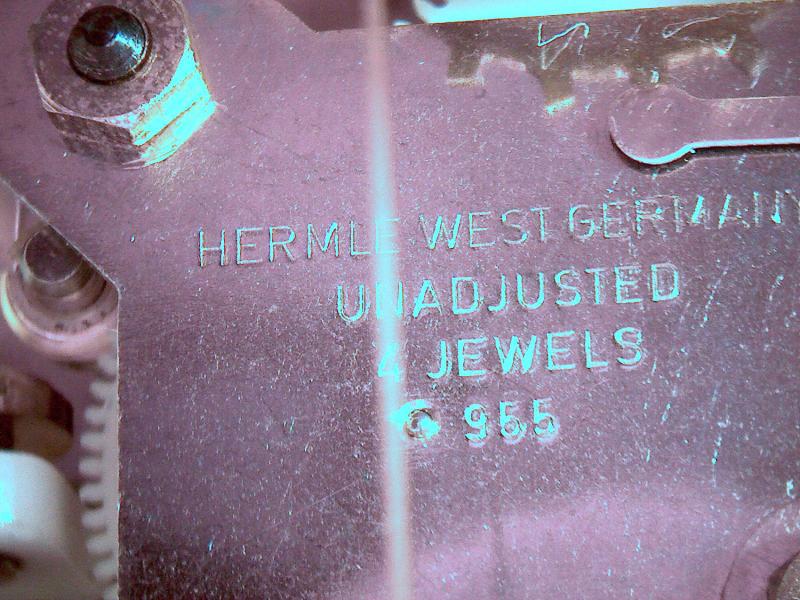 HERMLE WEST GERMANY
UNADJUSTED
4 JEWELS
955